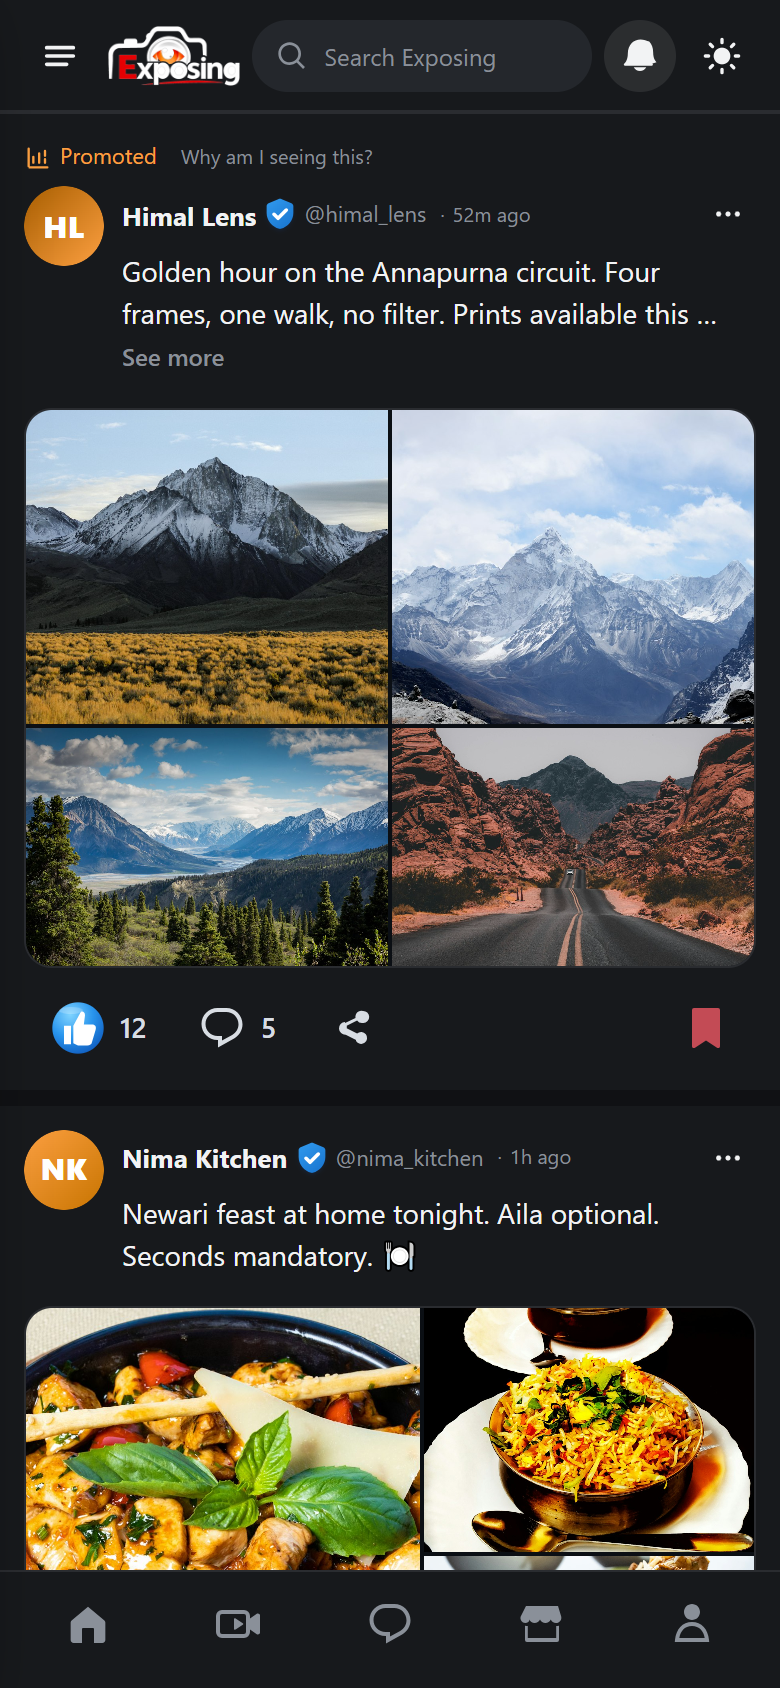 Exposing
Search Exposing
Promoted Why am I seeing this?
HL
Himal Lens @himal_lens · 52m ago
Golden hour on the Annapurna circuit. Four
frames, one walk, no filter. Prints available this ...
See more
12 5
NK
Nima Kitchen @nima_kitchen · 1h ago
Newari feast at home tonight. Aila optional.
Seconds mandatory. 🍽️